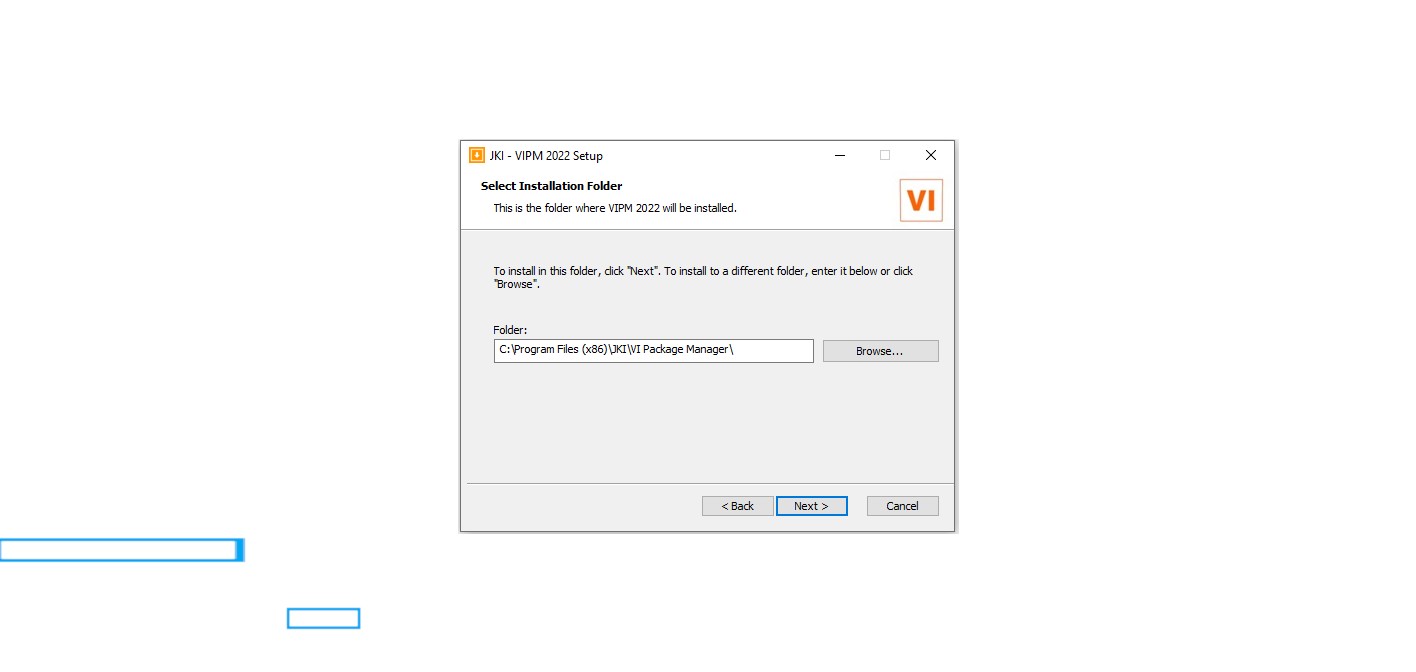 JKI - VIPM 2022 Setup
Select Installation Folder
This is the folder where VIPM 2022 will be installed.
VI
To install in this folder, click "Next". To install to a different folder, enter it below or click
"Browse".
Folder:
C:\Program Files (x86)\JKI\VI Package Manager\
Browse...
< Back
Next >
Cancel